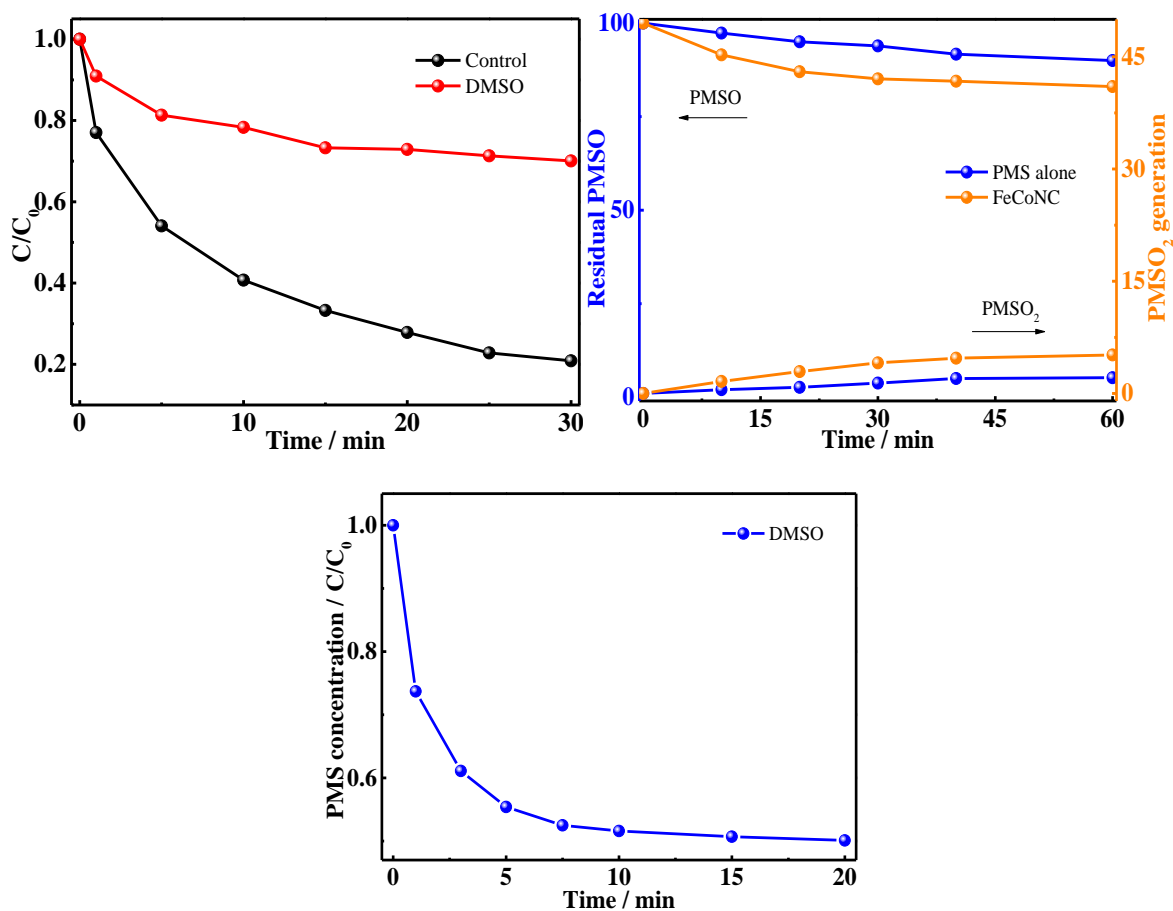 C/C0
1.0
0.8
0.6
0.4
0.2
Control
DMSO
0
10
20
30
Time / min
Residual PMSO
100
50
0
PMSO
PMS alone
FeCoNC
PMSO2
45
30
15
0
PMSO2 generation
0
15
30
45
60
Time / min
PMS concentration / C/C0
1.0
0.8
0.6
DMSO
0
5
10
15
20
Time / min